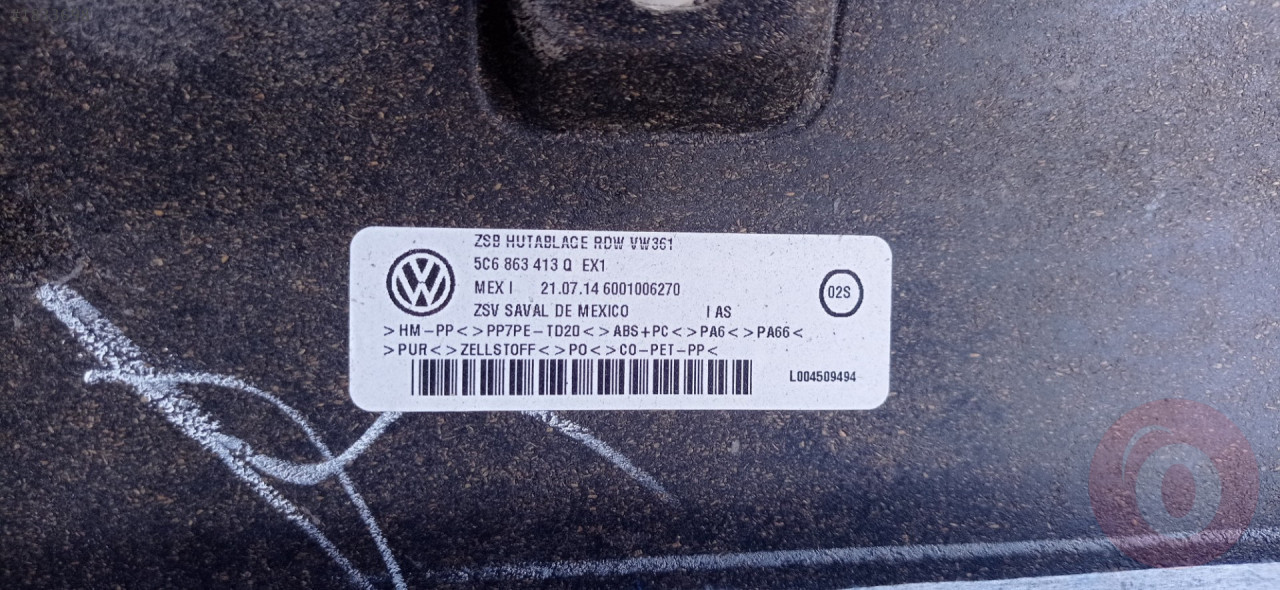 ZSB HUTABLAGE RDW VW361
5C6 863 413 Q EX1
MEX I 21.07.14 6001006270
ZSV SAVAL DE MEXICO I AS
02S
>HM-PP<>PP7PE-TD20<>ABS+PC<>PA6<>PA66<
>PUR<>ZELLSTOFF<>PO<>CO-PET-PP<
L004509494